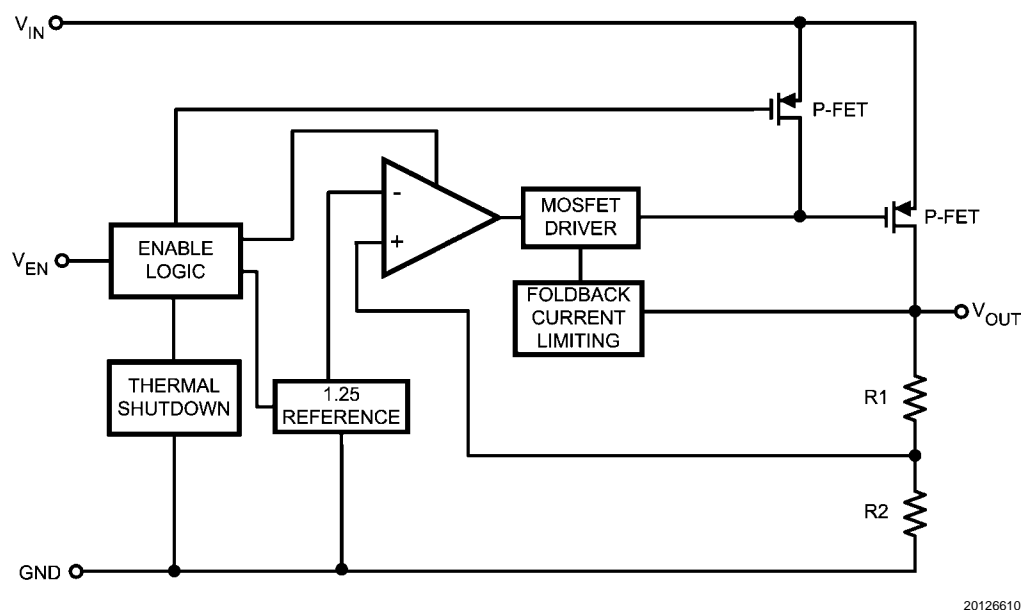 VIN
P-FET
MOSFET
DRIVER
P-FET
-
+
ENABLE
LOGIC
VEN
FOLDBACK
CURRENT
LIMITING
VOUT
THERMAL
SHUTDOWN
1.25
REFERENCE
R1
R2
GND
20126610